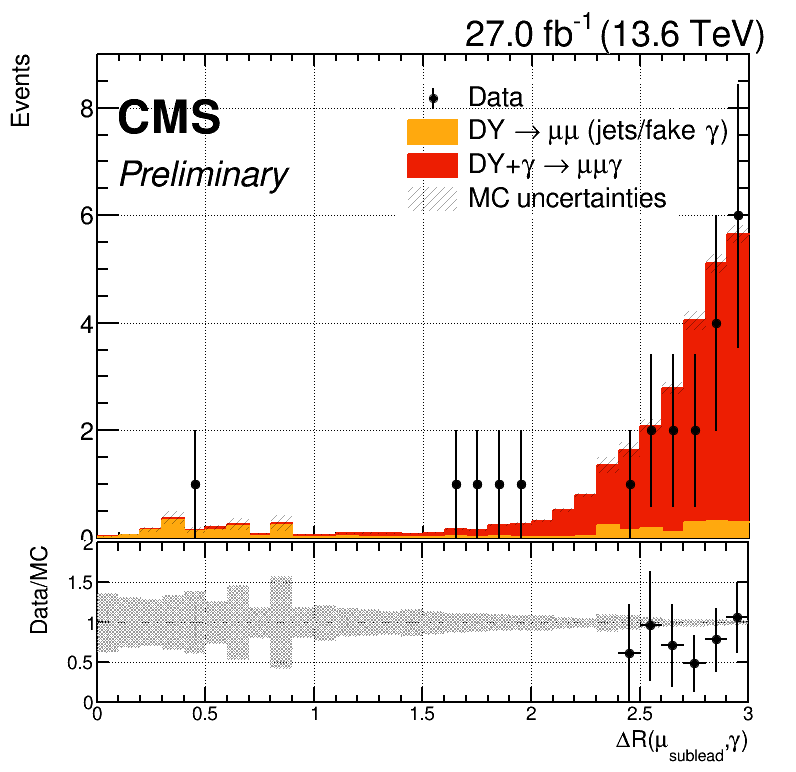 27.0 fb⁻¹ (13.6 TeV)
Events
CMS
Preliminary
Data
DY → μμ (jets/fake γ)
DY+γ → μμγ
MC uncertainties
8
6
4
2
0
Data/MC
2
1.5
1
0.5
0
0 0.5 1 1.5 2 2.5 3
ΔR(μ_sublead,γ)